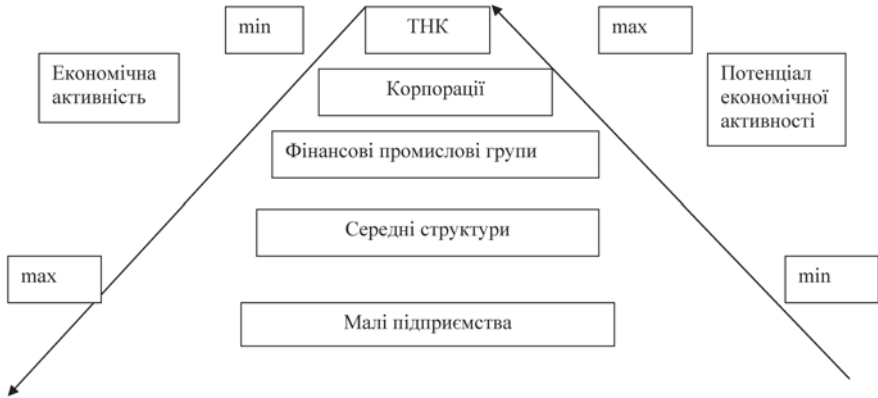 min
ТНК
max
Економічна
активність
Корпорації
Потенціал
економічної
активності
Фінансові промислові групи
Середні структури
max
min
Малі підприємства